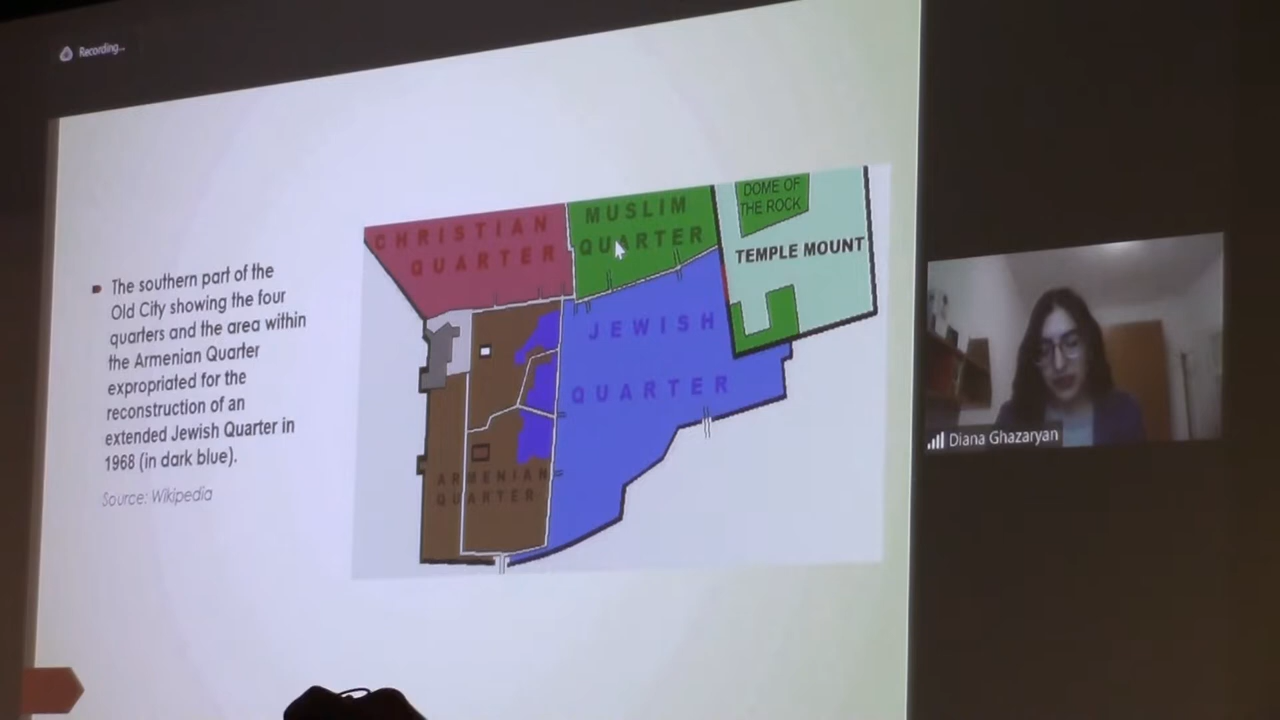 Recording...
The southern part of the
Old City showing the four
quarters and the area within
the Armenian Quarter
expropriated for the
reconstruction of an
extended Jewish Quarter in
1968 (in dark blue).
Source: Wikipedia
CHRISTIAN
QUARTER
MUSLIM
QUARTER
DOME OF
THE ROCK
TEMPLE MOUNT
JEWISH
QUARTER
ARMENIAN
QUARTER
Diana Ghazaryan